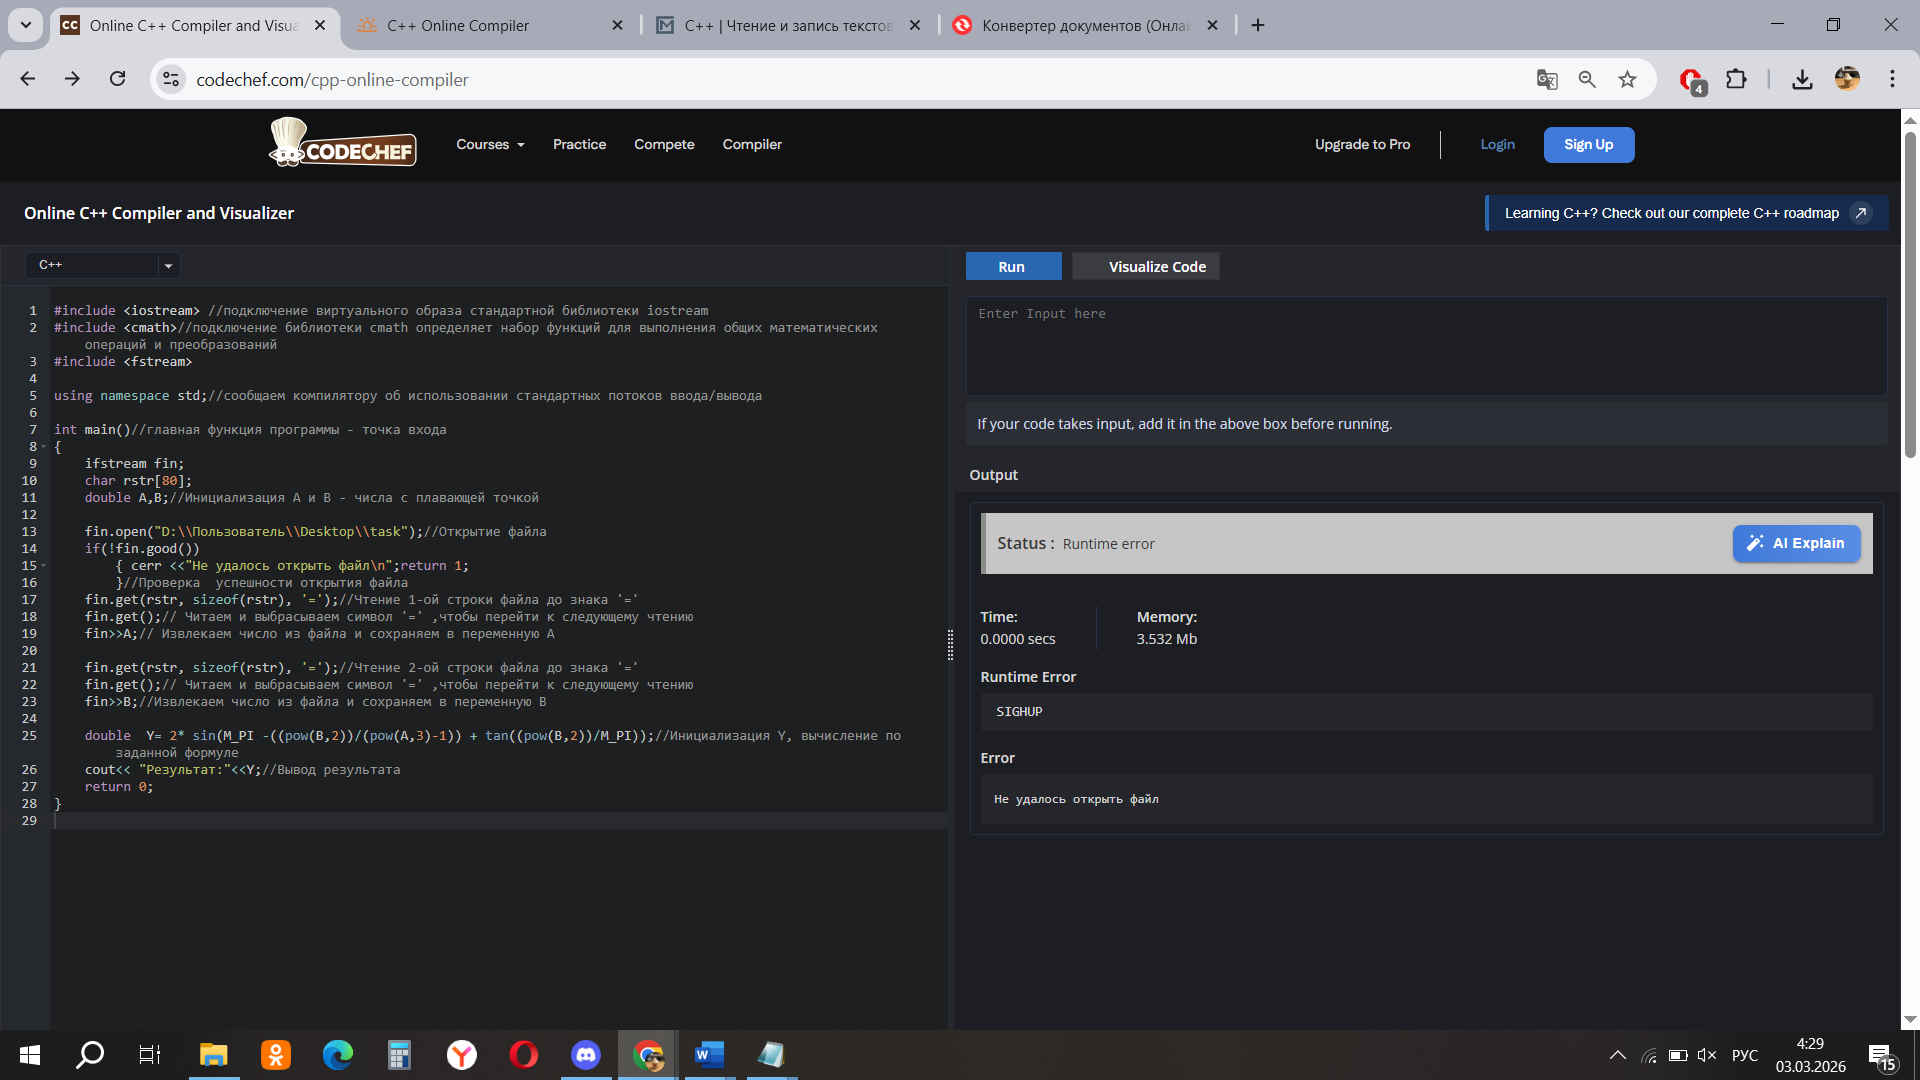 Online C++ Compiler and Visua
C++ Online Compiler
C++ | Чтение и запись текстов
Конвертер документов (Онла
codechef.com/cpp-online-compiler
4
CODECHEF
Courses
Practice
Compete
Compiler
Upgrade to Pro
Login
Sign Up
Online C++ Compiler and Visualizer
Learning C++? Check out our complete C++ roadmap
C++
Run
Visualize Code
1 #include <iostream> //подключение виртуального образа стандартной библиотеки iostream
2 #include <cmath>//подключение библиотеки cmath определяет набор функций для выполнения общих математических
операций и преобразований
3 #include <fstream>
4
5 using namespace std;//сообщаем компилятору об использовании стандартных потоков ввода/вывода
6
7 int main()//главная функция программы - точка входа
8 {
9 ifstream fin;
10 char rstr[80];
11 double A,B;//Инициализация A и B - числа с плавающей точкой
12
13 fin.open("D:\\Пользователь\\Desktop\\task");//Открытие файла
14 if(!fin.good())
15 { cerr <<"Не удалось открыть файл\n";return 1;
16 }//Проверка  успешности открытия файла
17 fin.get(rstr, sizeof(rstr), '=');//Чтение 1-ой строки файла до знака '='
18 fin.get();// Читаем и выбрасываем символ '=' ,чтобы перейти к следующему чтению
19 fin>>A;// Извлекаем число из файла и сохраняем в переменную A
20
21 fin.get(rstr, sizeof(rstr), '=');//Чтение 2-ой строки файла до знака '='
22 fin.get();// Читаем и выбрасываем символ '=' ,чтобы перейти к следующему чтению
23 fin>>B;//Извлекаем число из файла и сохраняем в переменную B
24
25 double  Y= 2* sin(M_PI -((pow(B,2))/(pow(A,3)-1)) + tan((pow(B,2))/M_PI));//Инициализация Y, вычисление по
заданной формуле
26 cout<< "Результат:"<<Y;//Вывод результата
27 return 0;
28 }
29
Enter Input here
If your code takes input, add it in the above box before running.
Output
Status : Runtime error
AI Explain
Time:
0.0000 secs
Memory:
3.532 Mb
Runtime Error
SIGHUP
Error
Не удалось открыть файл
РУС
4:29
03.03.2026
15